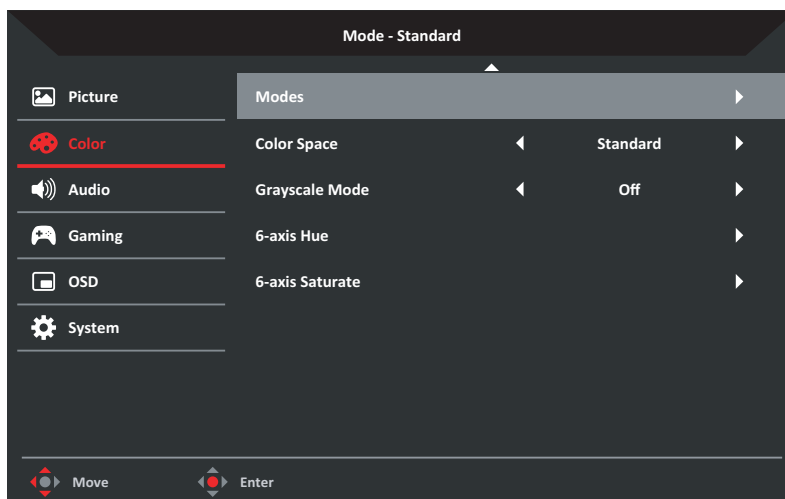 Mode - Standard
Picture
Modes
Color
Color Space Standard
Audio
Grayscale Mode Off
Gaming
6-axis Hue
OSD
6-axis Saturate
System
Move Enter